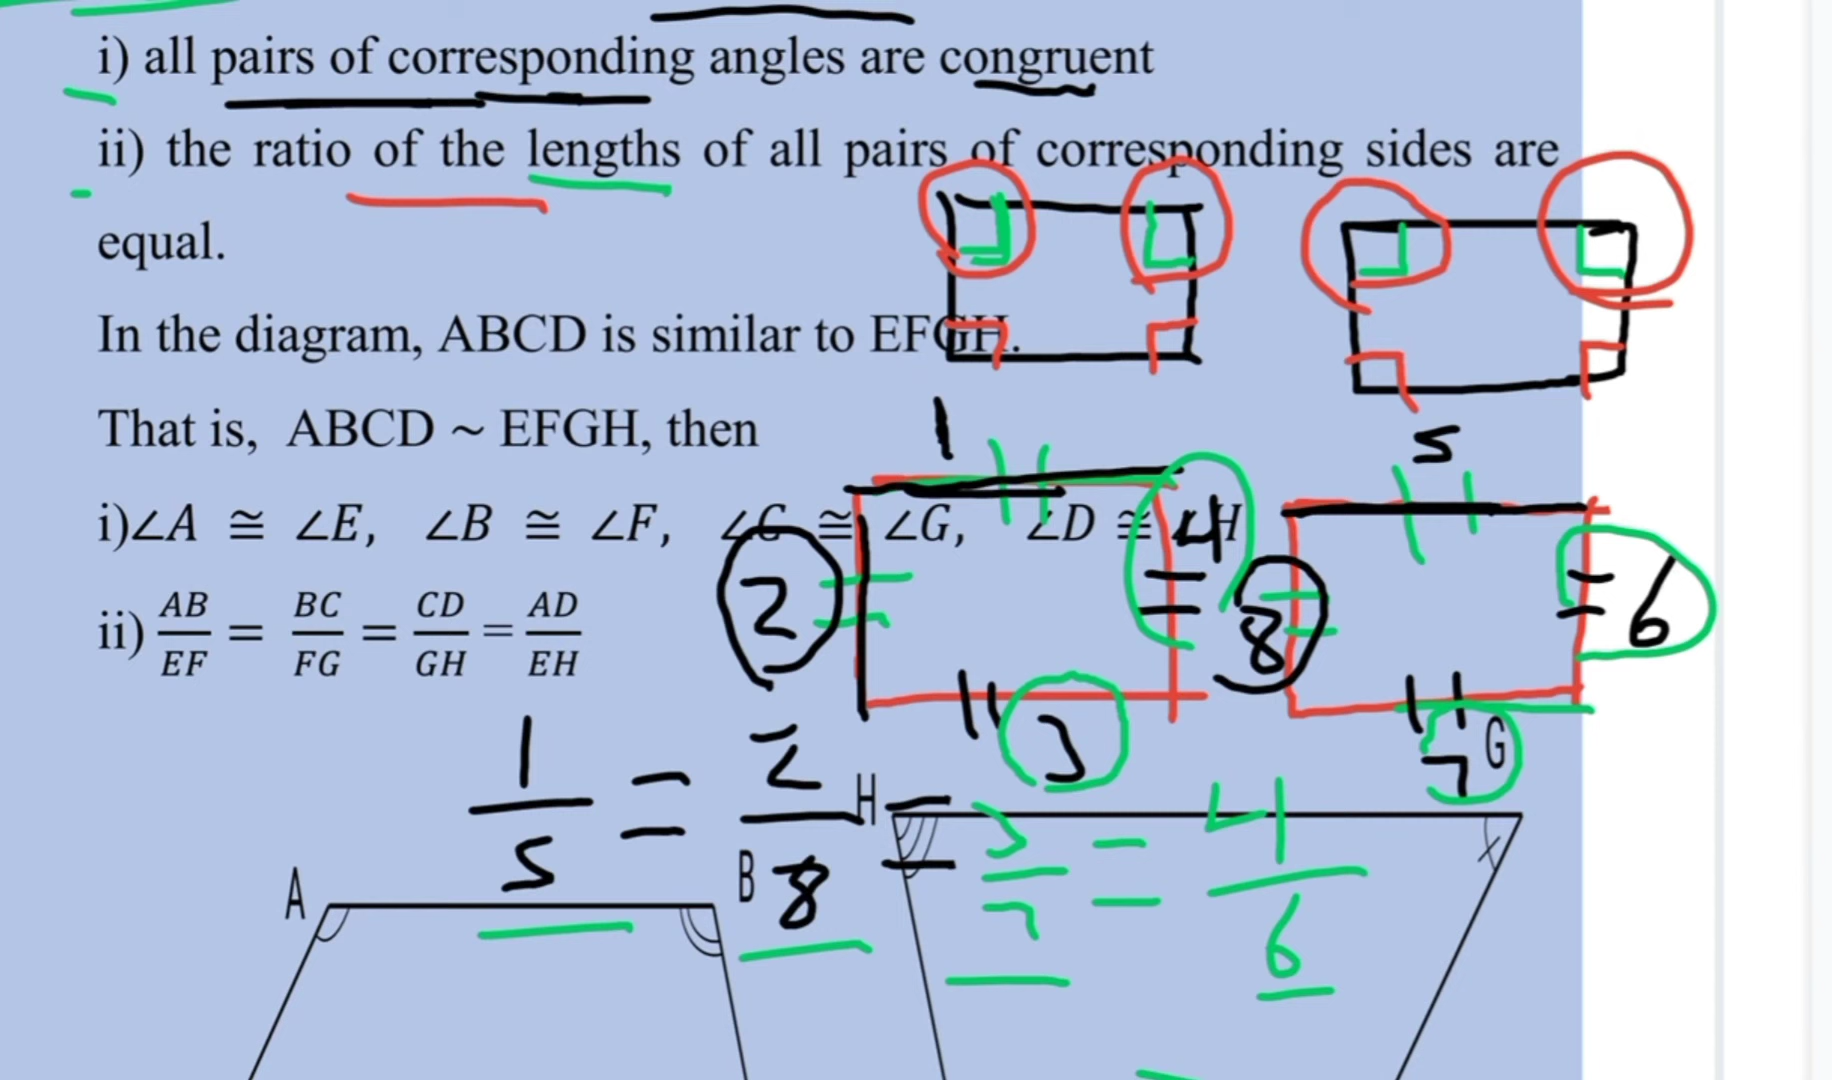 i) all pairs of corresponding angles are congruent
ii) the ratio of the lengths of all pairs of corresponding sides are
equal.
In the diagram, ABCD is similar to EFGH.
That is, ABCD ~ EFGH, then
1
5
i)∠A ≅ ∠E, ∠B ≅ ∠F, ∠C ≅ ∠G, ∠D ≅ ∠H
4
2
8
6
ii) AB/EF = BC/FG = CD/GH = AD/EH
3
7 G
1/5 = 2/8 = 3/7 = 4/6
H
A
B